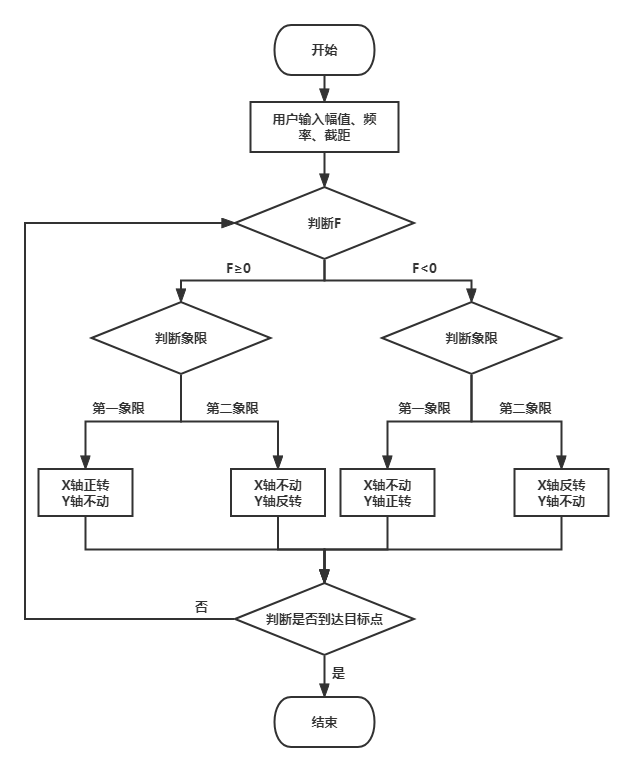 开始
用户输入幅值、频
率、截距
判断F
F≥0
F<0
判断象限
判断象限
第一象限
第二象限
第一象限
第二象限
X轴正转
Y轴不动
X轴不动
Y轴反转
X轴不动
Y轴正转
X轴反转
Y轴不动
否
判断是否到达目标点
是
结束